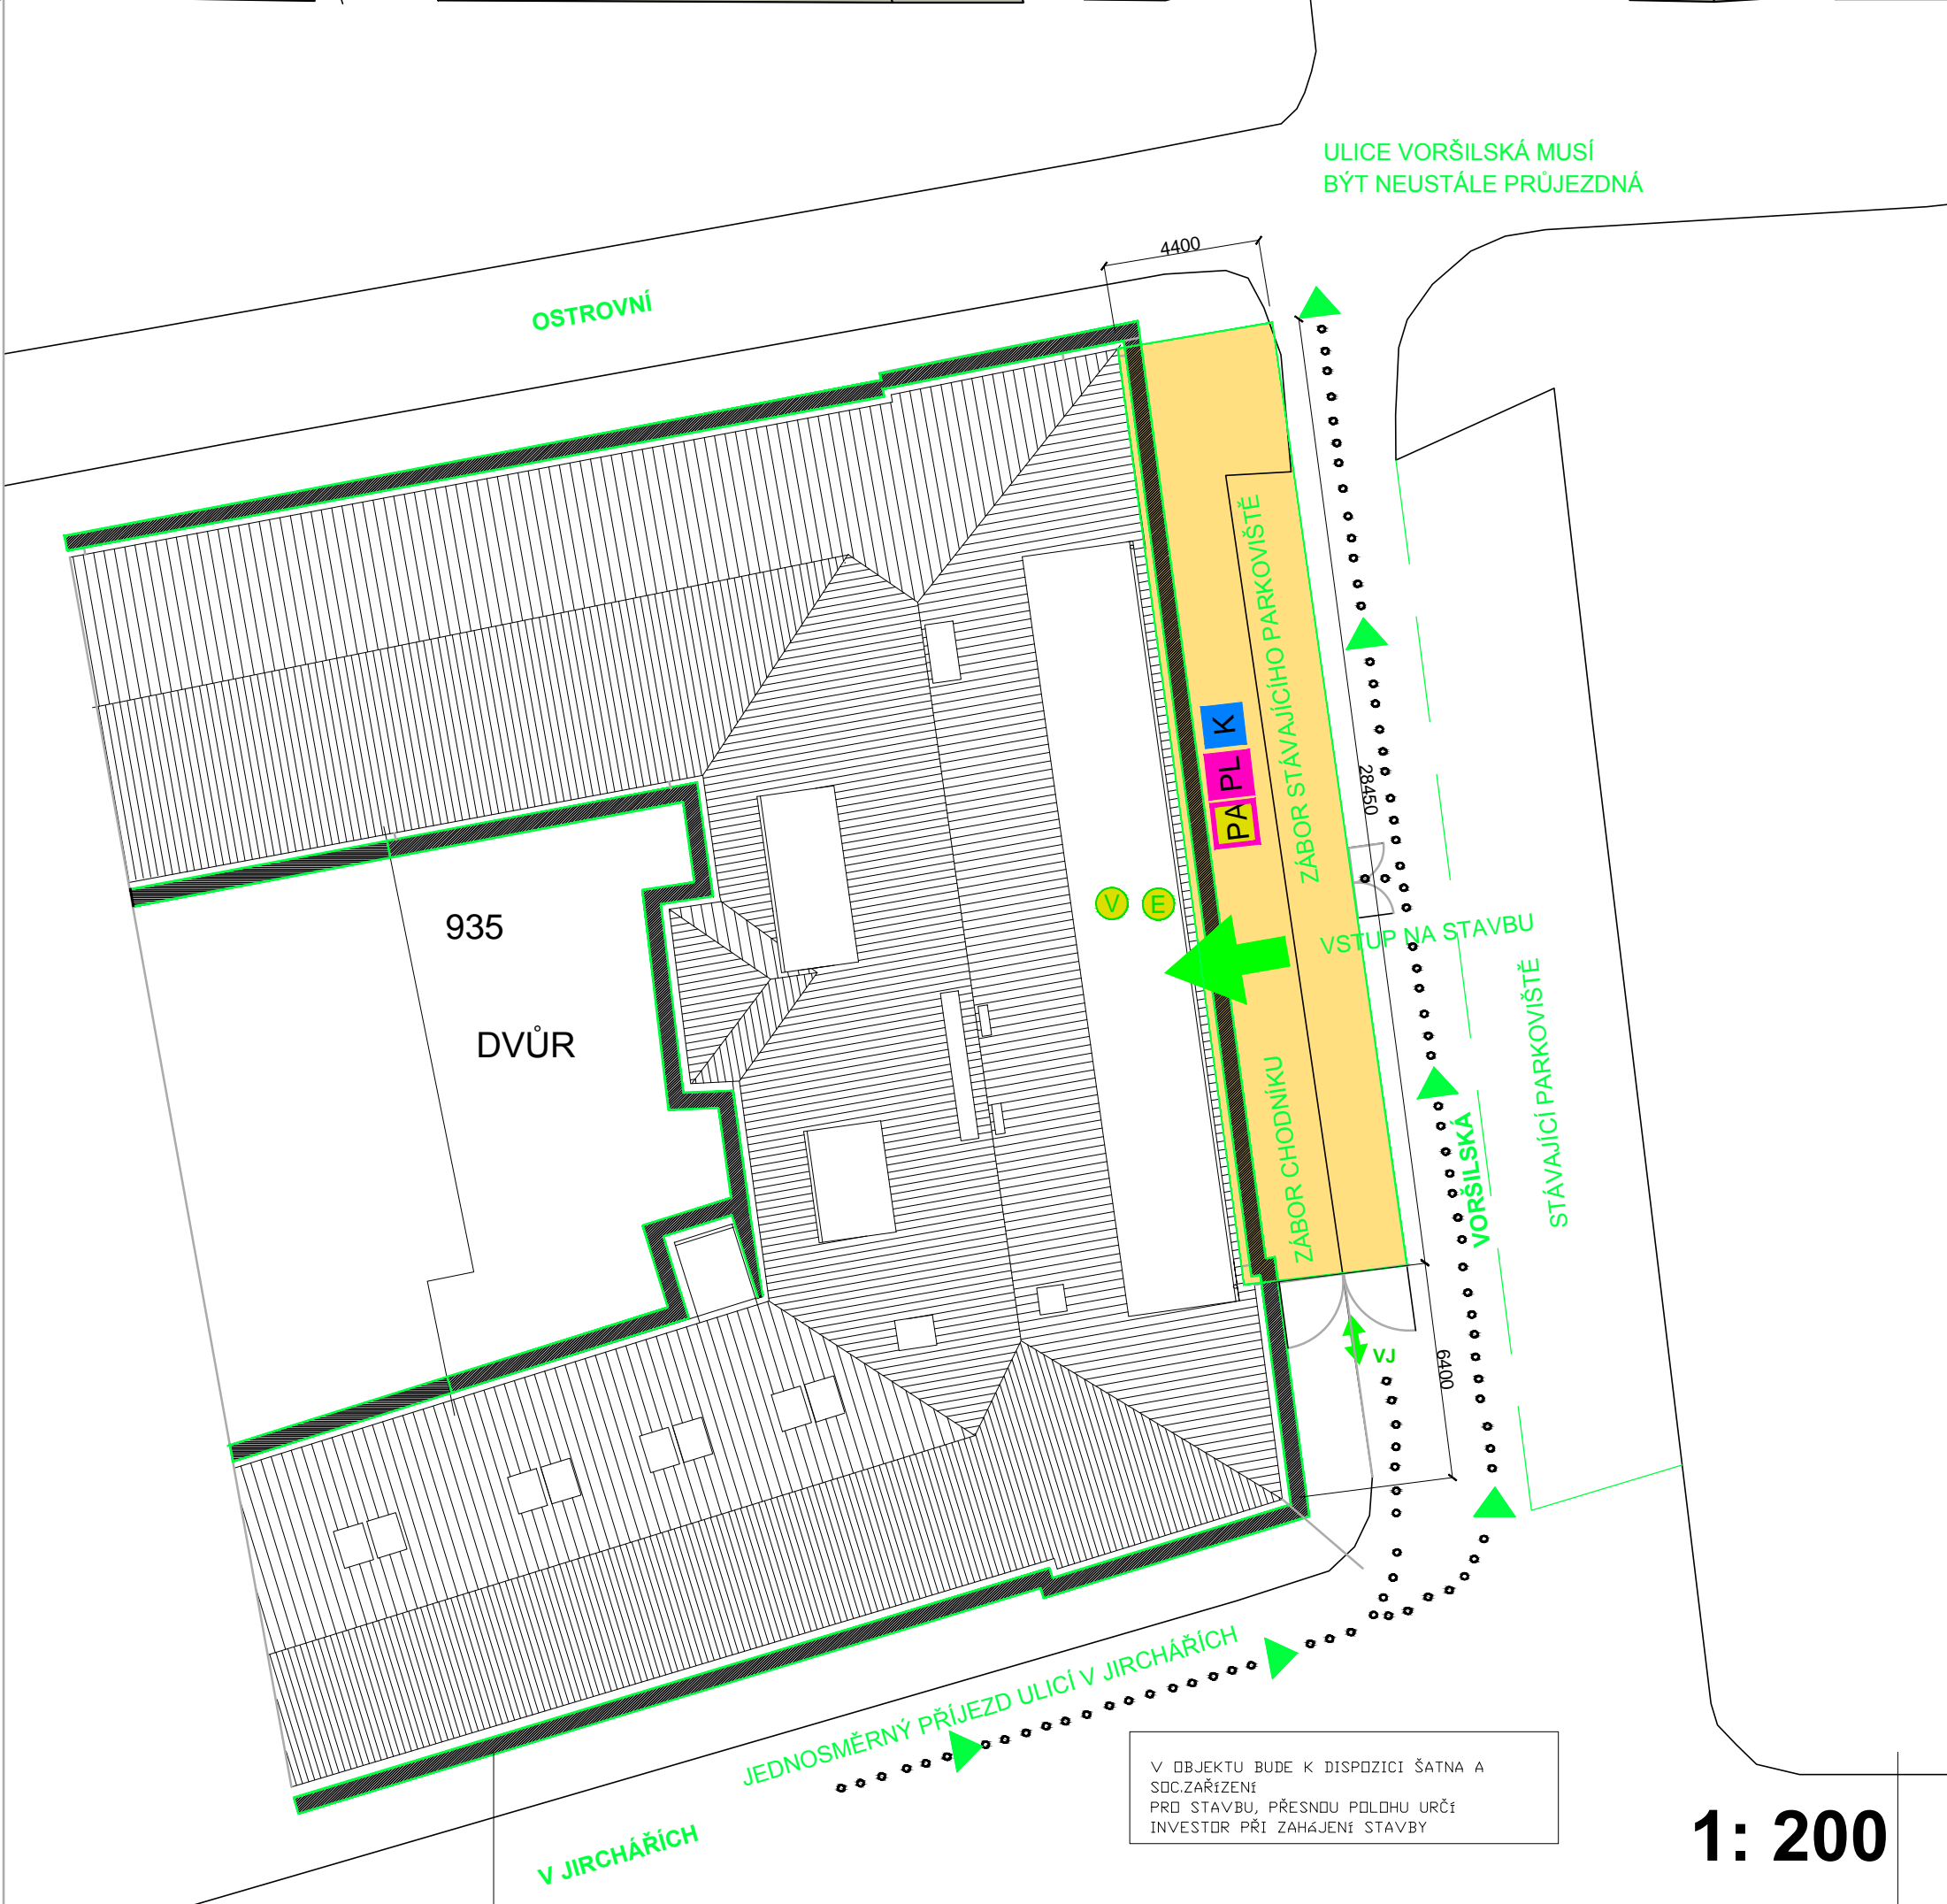 ULICE VORŠILSKÁ MUSÍ
BÝT NEUSTÁLE PRŮJEZDNÁ
4400
OSTROVNÍ
ZÁBOR STÁVAJÍCÍHO PARKOVIŠTĚ
K
PL
PA
28450
V
E
VSTUP NA STAVBU
935
DVŮR
STÁVAJÍCÍ PARKOVIŠTĚ
ZÁBOR CHODNÍKU
VORŠILSKÁ
VJ
6400
JEDNOSMĚRNÝ PŘÍJEZD ULICÍ V JIRCHÁŘÍCH
V OBJEKTU BUDE K DISPOZICI ŠATNA A
SOC.ZAŘÍZENÍ
PRO STAVBU, PŘESNOU POLOHU URČÍ
INVESTOR PŘI ZAHÁJENÍ STAVBY
V JIRCHÁŘÍCH
1: 200